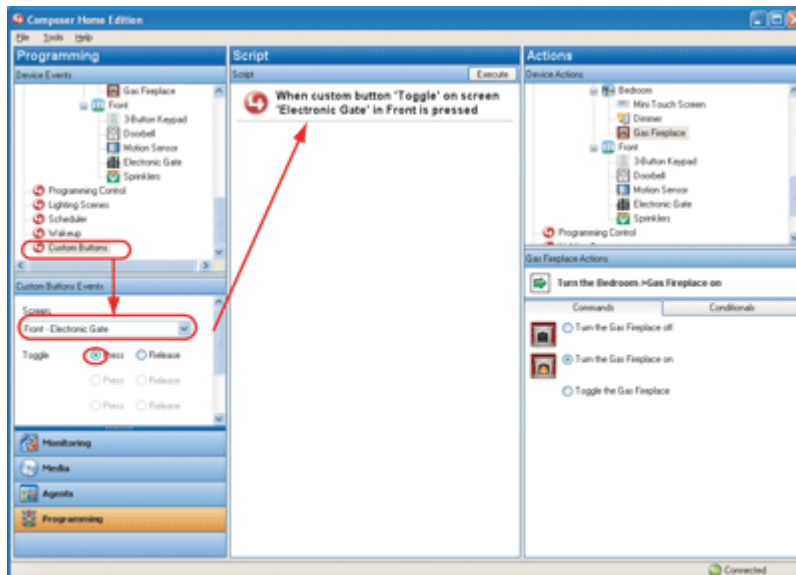 Composer Home Edition
File Tools Help
Programming
Device Events
Gas Fireplace
Front
3-Button Keypad
Doorbell
Motion Sensor
Electronic Gate
Sprinklers
Programming Control
Lighting Scenes
Scheduler
Wakeup
Custom Buttons
Custom Buttons Events
Screen:
Front - Electronic Gate
Toggle Press Release
Press Release
Press Release
Monitoring
Media
Agents
Programming
Script
Script Execute
When custom button 'Toggle' on screen
'Electronic Gate' in Front is pressed
Actions
Device Actions
Bedroom
Mini Touch Screen
Dimmer
Gas Fireplace
Front
3-Button Keypad
Doorbell
Motion Sensor
Electronic Gate
Sprinklers
Programming Control
Gas Fireplace Actions
Turn the Bedroom->Gas Fireplace on
Commands Conditionals
Turn the Gas Fireplace off
Turn the Gas Fireplace on
Toggle the Gas Fireplace
Connected